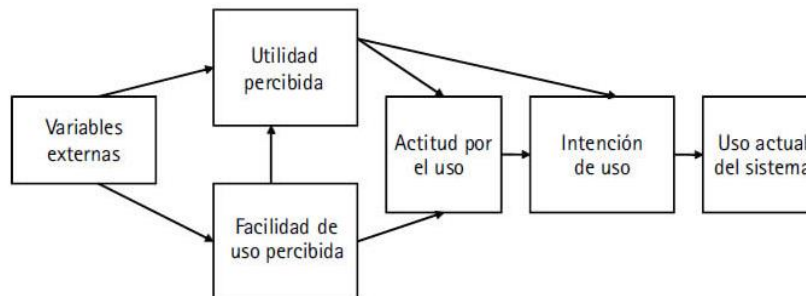 Utilidad
percibida
Variables
externas
Facilidad de
uso percibida
Actitud por
el uso
Intención
de uso
Uso actual
del sistema